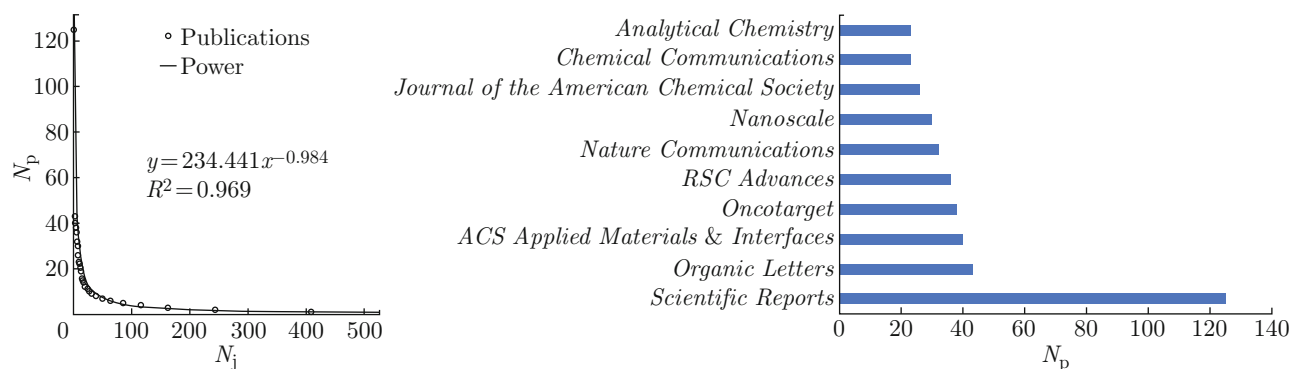 120
100
80
60
40
20
N_p
Publications
Power
y=234.441x^{-0.984}
R^2=0.969
0 100 200 300 400 500
N_j
Analytical Chemistry
Chemical Communications
Journal of the American Chemical Society
Nanoscale
Nature Communications
RSC Advances
Oncotarget
ACS Applied Materials & Interfaces
Organic Letters
Scientific Reports
0 20 40 60 80 100 120 140
N_p